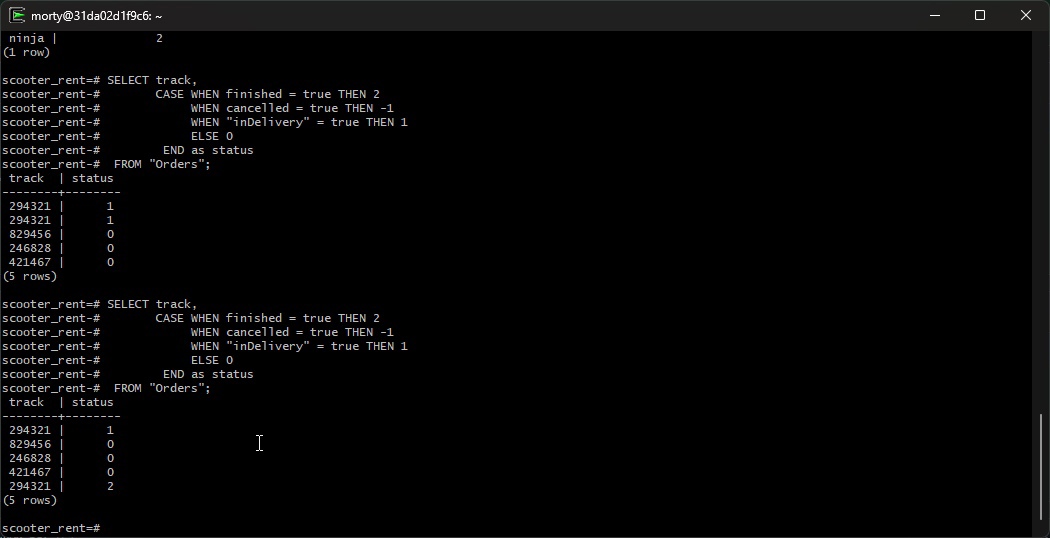 morty@31da02d1f9c6: ~
 ninja |              2
(1 row)
scooter_rent=# SELECT track,
scooter_rent-#        CASE WHEN finished = true THEN 2
scooter_rent-#             WHEN cancelled = true THEN -1
scooter_rent-#             WHEN "inDelivery" = true THEN 1
scooter_rent-#             ELSE 0
scooter_rent-#         END as status
scooter_rent-#  FROM "Orders";
 track  | status
--------+--------
 294321 |      1
 294321 |      1
 829456 |      0
 246828 |      0
 421467 |      0
(5 rows)
scooter_rent=# SELECT track,
scooter_rent-#        CASE WHEN finished = true THEN 2
scooter_rent-#             WHEN cancelled = true THEN -1
scooter_rent-#             WHEN "inDelivery" = true THEN 1
scooter_rent-#             ELSE 0
scooter_rent-#         END as status
scooter_rent-#  FROM "Orders";
 track  | status
--------+--------
 294321 |      1
 829456 |      0
 246828 |      0
 421467 |      0
 294321 |      2
(5 rows)
scooter_rent=#